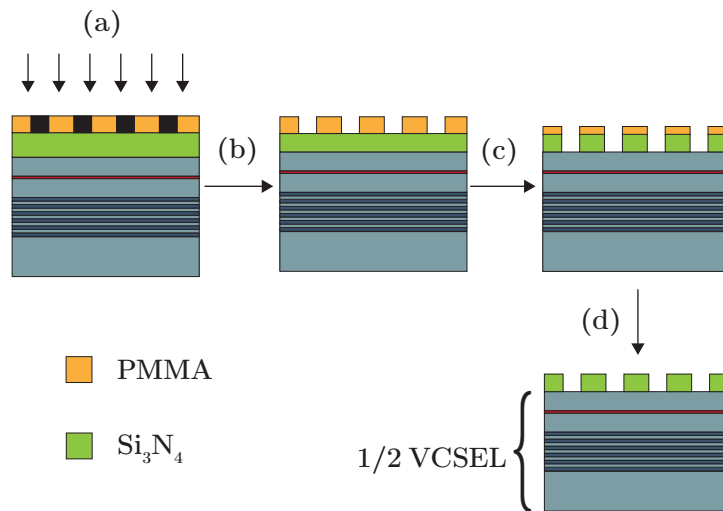 (a)
(b)
(c)
(d)
PMMA
Si₃N₄
1/2 VCSEL